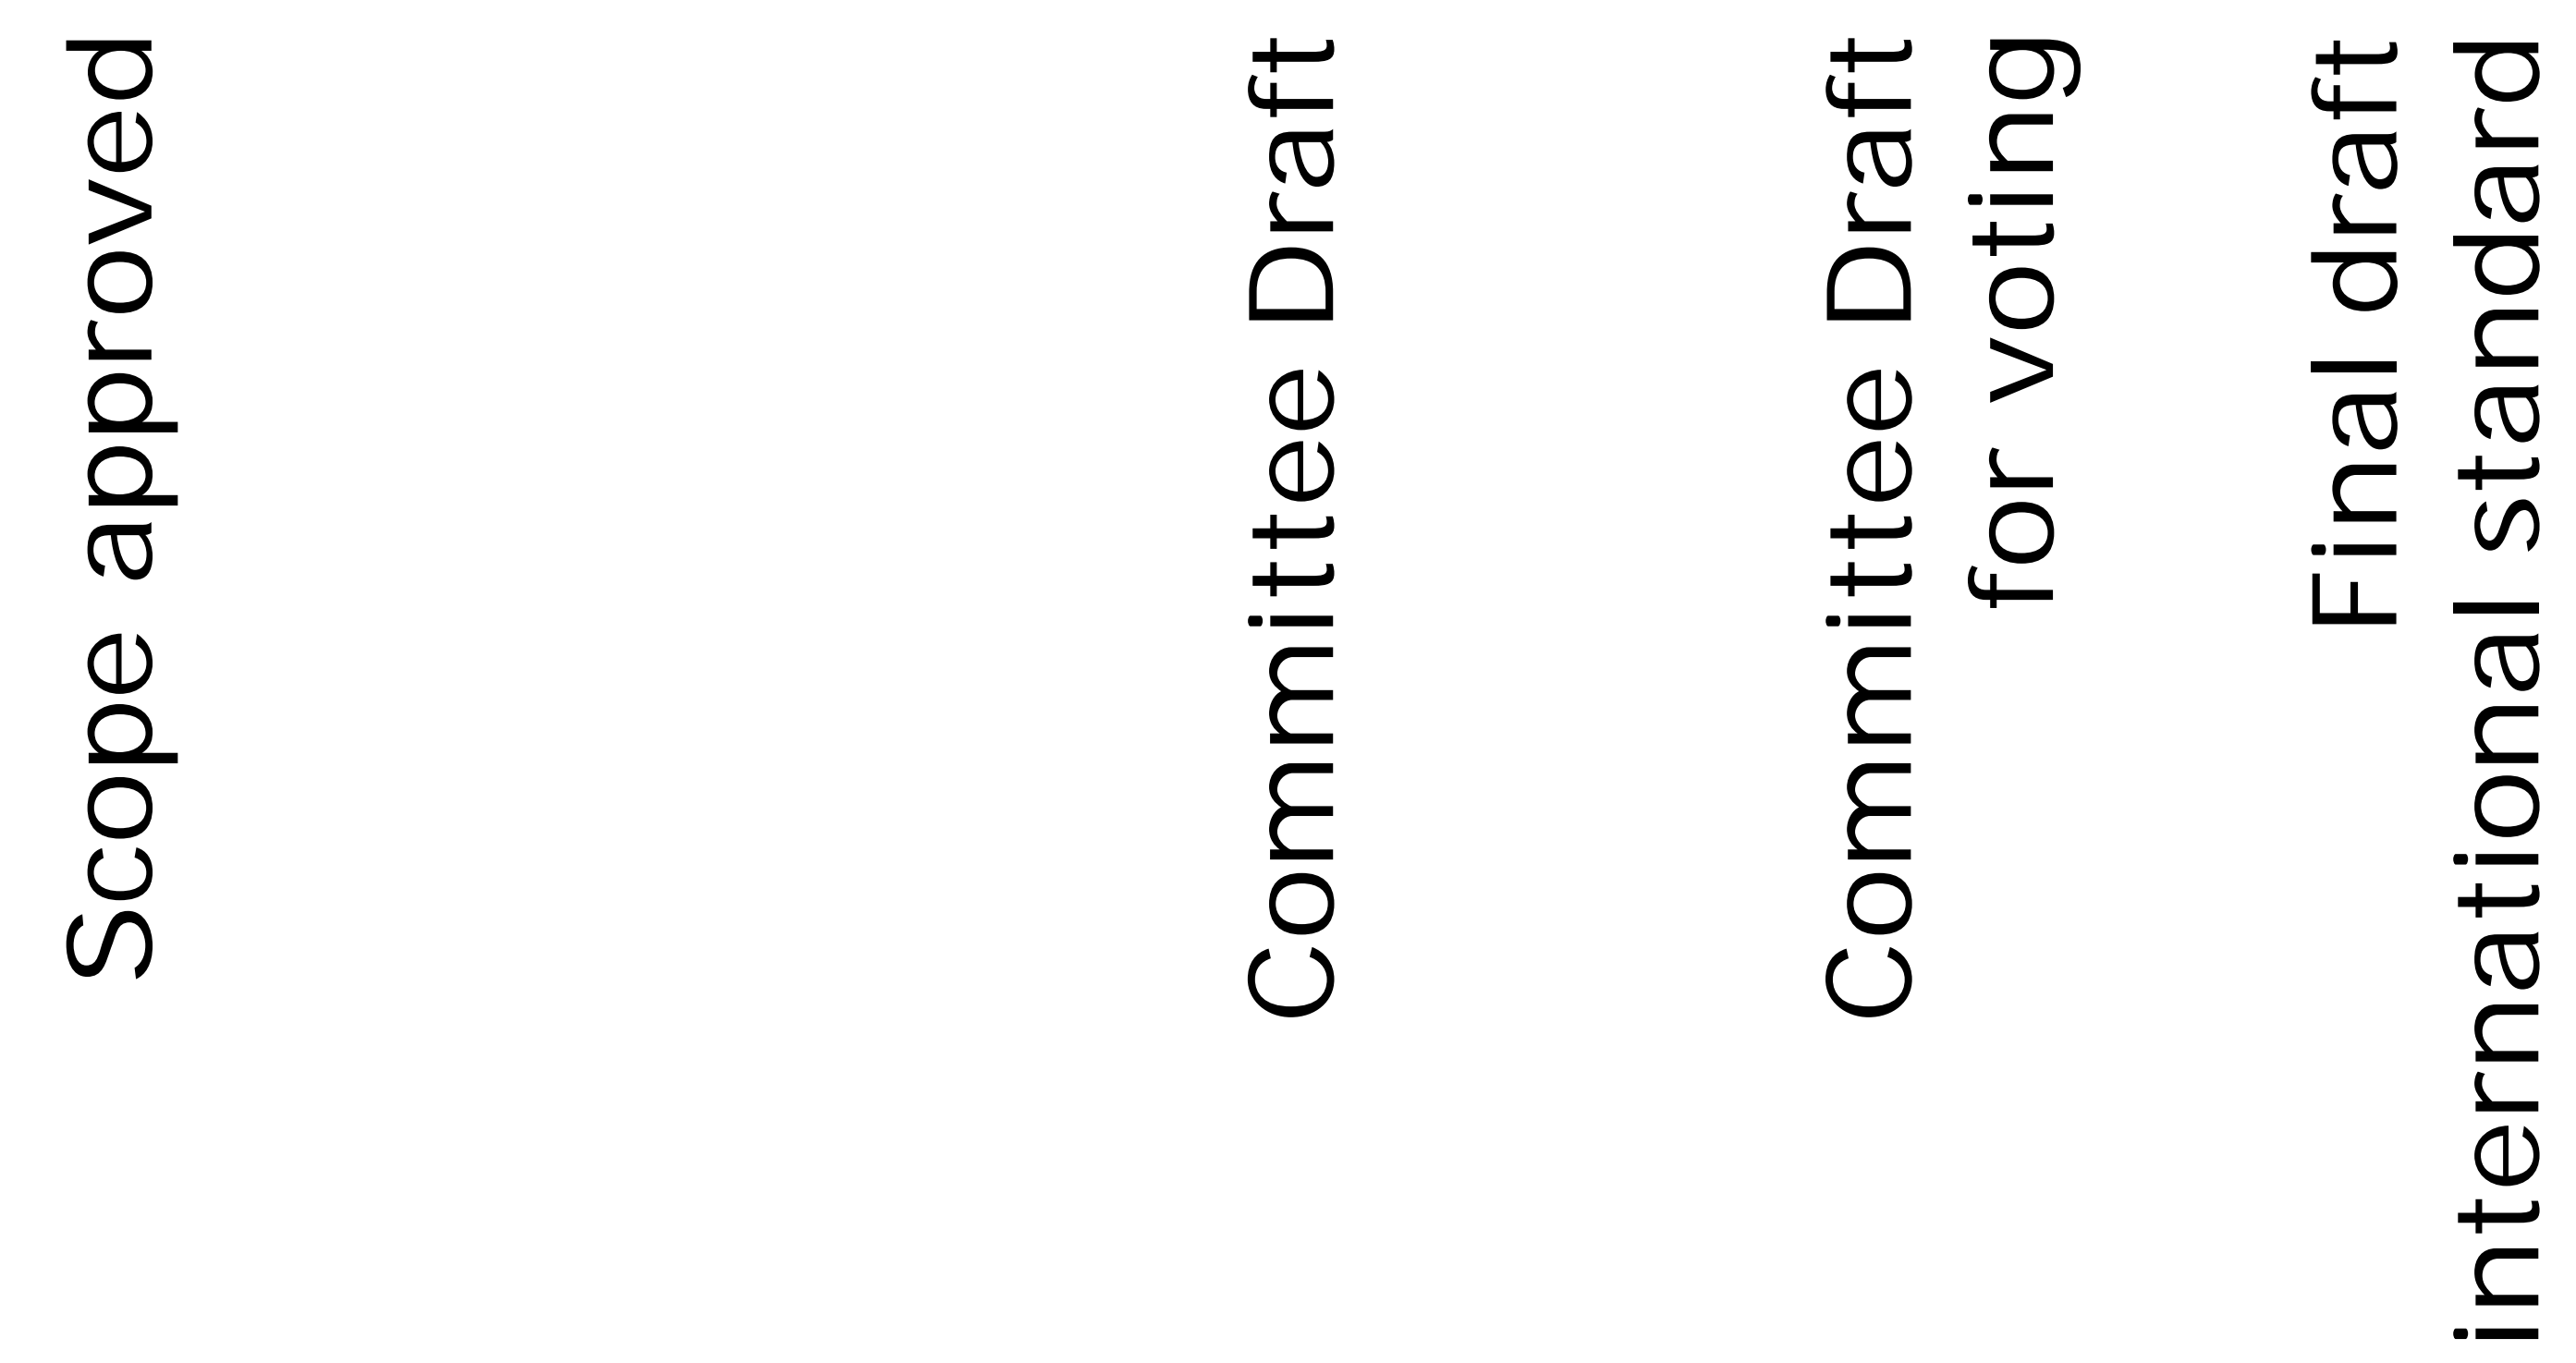 Scope approved
Committee Draft
Committee Draft
for voting
Final draft
international standard